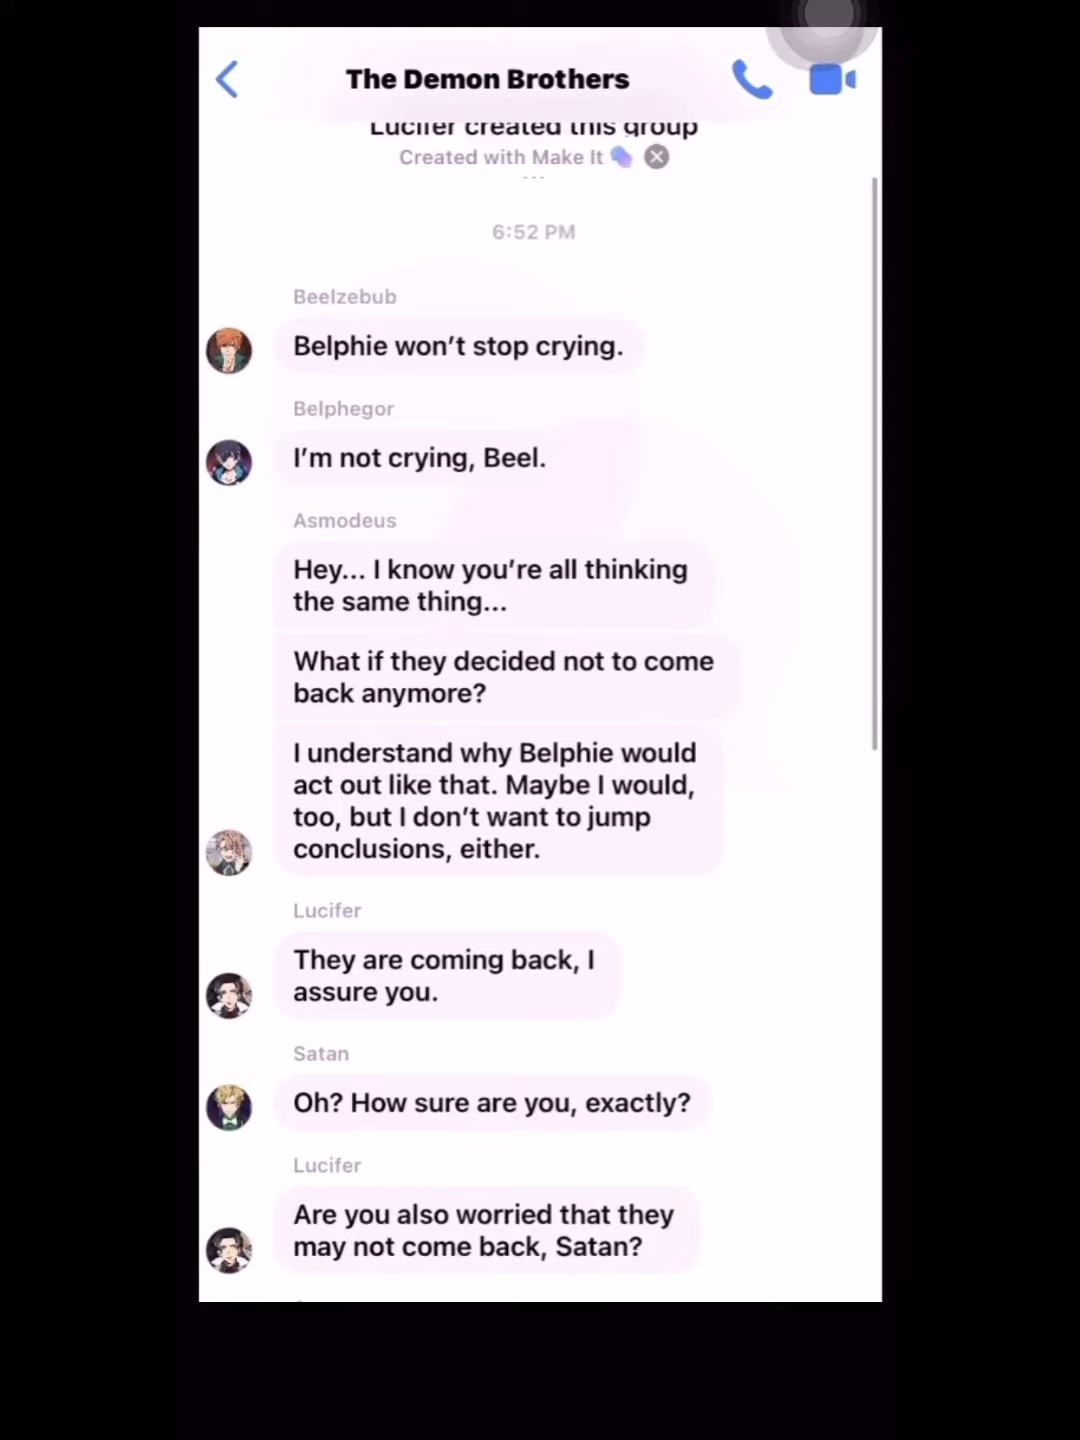 The Demon Brothers
Lucifer created this group
Created with Make It
6:52 PM
Beelzebub
Belphie won't stop crying.
Belphegor
I'm not crying, Beel.
Asmodeus
Hey... I know you're all thinking
the same thing...
What if they decided not to come
back anymore?
I understand why Belphie would
act out like that. Maybe I would,
too, but I don't want to jump
conclusions, either.
Lucifer
They are coming back, I
assure you.
Satan
Oh? How sure are you, exactly?
Lucifer
Are you also worried that they
may not come back, Satan?